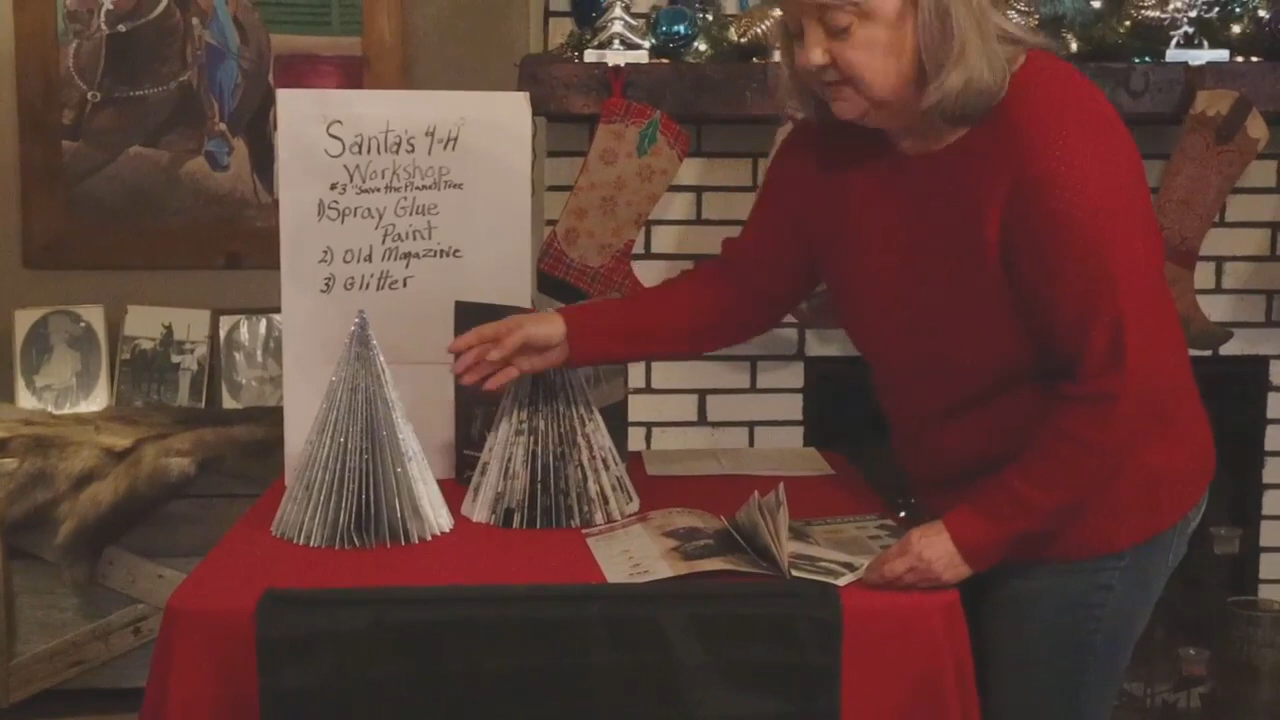 Santa's 4-H
Workshop
#3 "Save the Planet" Tree
1) Spray Glue
Paint
2) Old Magazine
3) Glitter